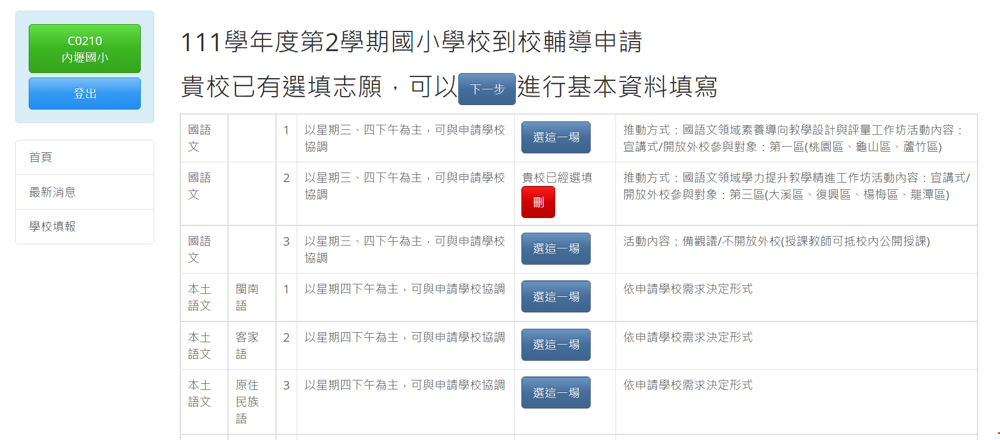 C0210
內壢國小
登出
首頁
最新消息
學校填報
111學年度第2學期國小學校到校輔導申請
貴校已有選填志願，可以 下一步 進行基本資料填寫
國語
文
1
以星期三、四下午為主，可與申請學校
協調
選這一場
推動方式：國語文領域素養導向教學設計與評量工作坊活動內容：
宣講式/開放外校參與對象：第一區(桃園區、龜山區、蘆竹區)
國語
文
2
以星期三、四下午為主，可與申請學校
協調
貴校已經選填
刪
推動方式：國語文領域學力提升教學精進工作坊活動內容：宣講式/
開放外校參與對象：第三區(大溪區、復興區、楊梅區、龍潭區)
國語
文
3
以星期三、四下午為主，可與申請學校
協調
選這一場
活動內容：備觀議/不開放外校(授課教師可抵校內公開授課)
本土
語文
閩南
語
1
以星期四下午為主，可與申請學校協調
選這一場
依申請學校需求決定形式
本土
語文
客家
語
2
以星期四下午為主，可與申請學校協調
選這一場
依申請學校需求決定形式
本土
語文
原住
民族
語
3
以星期四下午為主，可與申請學校協調
選這一場
依申請學校需求決定形式